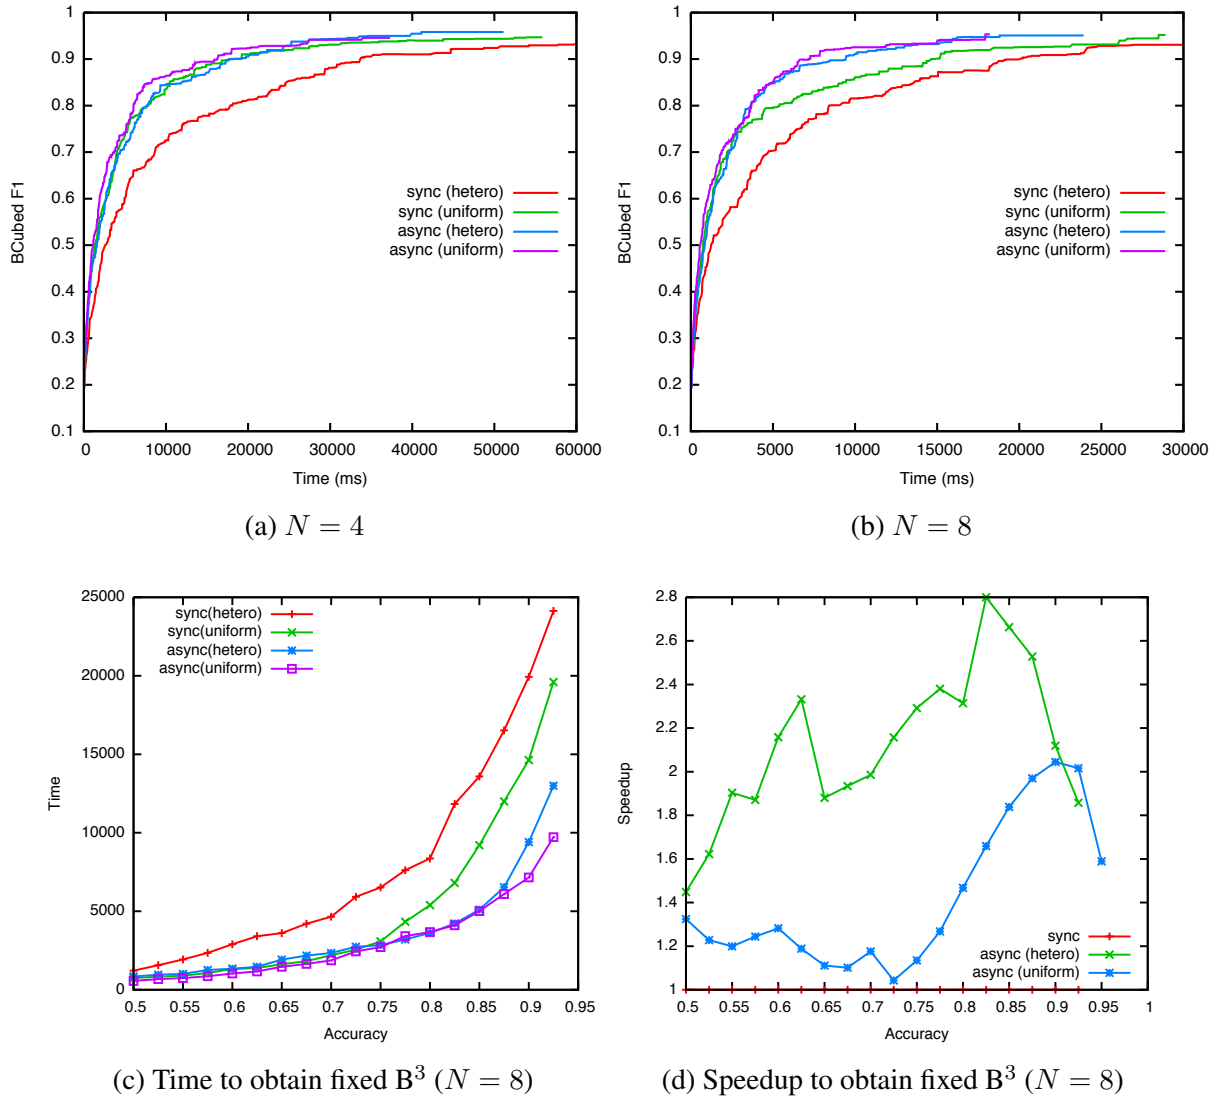 1
0.9
0.8
0.7
0.6
0.5
0.4
0.3
0.2
0.1
BCubed F1
sync (hetero)
sync (uniform)
async (hetero)
async (uniform)
0 10000 20000 30000 40000 50000 60000
Time (ms)
(a) N = 4
1
0.9
0.8
0.7
0.6
0.5
0.4
0.3
0.2
0.1
BCubed F1
sync (hetero)
sync (uniform)
async (hetero)
async (uniform)
0 5000 10000 15000 20000 25000 30000
Time (ms)
(b) N = 8
25000
20000
15000
10000
5000
0
Time
sync(hetero)
sync(uniform)
async(hetero)
async(uniform)
0.5 0.55 0.6 0.65 0.7 0.75 0.8 0.85 0.9 0.95
Accuracy
(c) Time to obtain fixed B³ (N = 8)
2.8
2.6
2.4
2.2
2
1.8
1.6
1.4
1.2
1
Speedup
sync
async (hetero)
async (uniform)
0.5 0.55 0.6 0.65 0.7 0.75 0.8 0.85 0.9 0.95 1
Accuracy
(d) Speedup to obtain fixed B³ (N = 8)